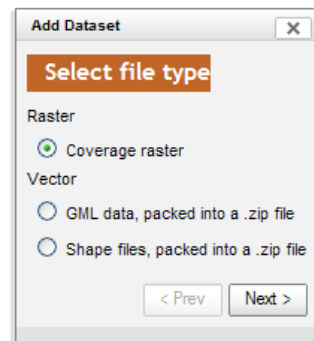 Add Dataset
Select file type
Raster
Coverage raster
Vector
GML data, packed into a .zip file
Shape files, packed into a .zip file
< Prev Next >